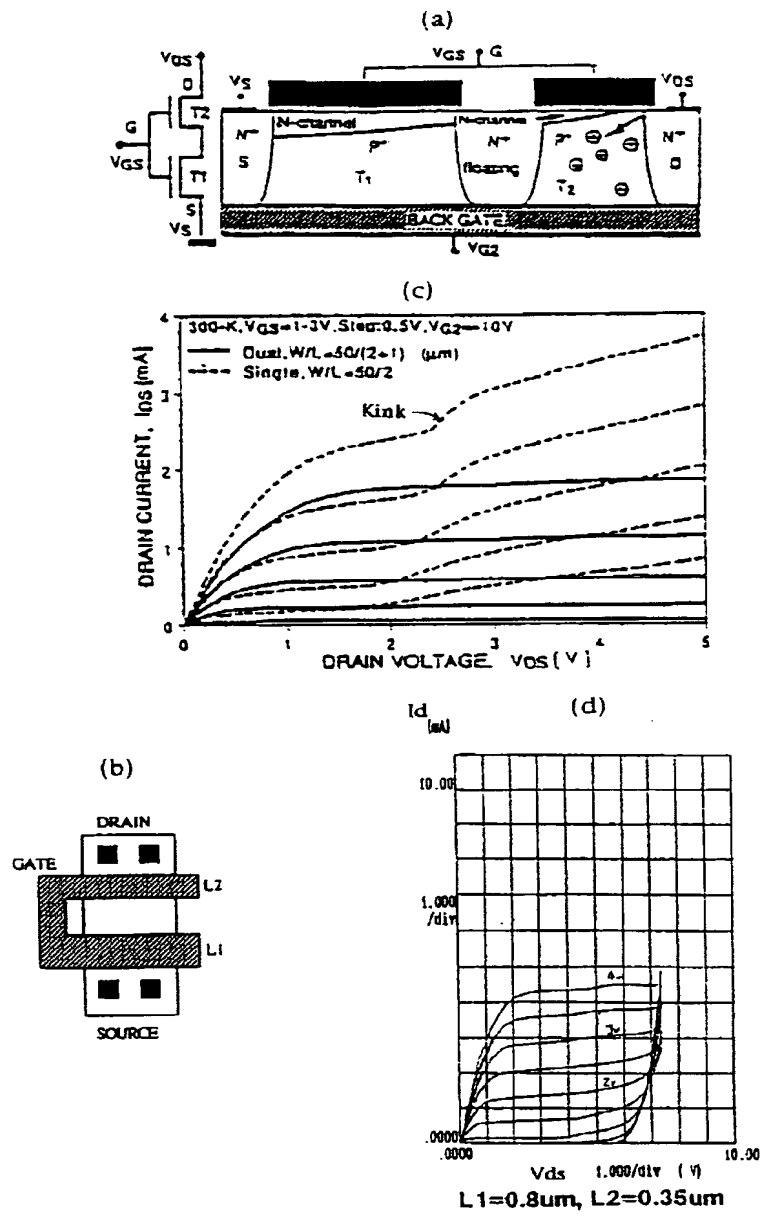 (a)
VDS
D
T2
G
VGS
T1
S
VS
VGS G
VS
VDS
N-channel
N-channel
N+
S
P-
T1
N+
floating
P-
T2
N+
D
BACK GATE
VG2
(c)
300-K, VGS=1-3V, Step:0.5V, VG2=-10V
Dual, W/L=50/(2+1) (μm)
Single, W/L=50/2
Kink
DRAIN CURRENT, IDS [mA]
4
3
2
1
0
0 1 2 3 4 5
DRAIN VOLTAGE VDS [V]
(b)
DRAIN
GATE
L2
L1
SOURCE
(d)
Id
[mA]
10.00
1.000
/div
.0000
4v
3v
2v
.0000
10.00
Vds 1.000/div (V)
L1=0.8um, L2=0.35um